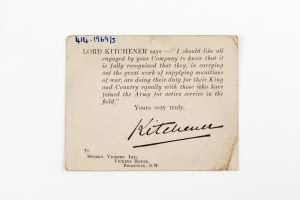 414-1969/3
LORD KITCHENER says:—"I should like all
engaged by your Company to know that it
is fully recognized that they, in carrying
out the great work of supplying munitions
of war, are doing their duty for their King
and Country equally with those who have
joined the Army for active service in the
field."
Yours very truly,
Kitchener
To
MESSRS. VICKERS LTD.
VICKERS HOUSE,
BROADWAY, S.W.